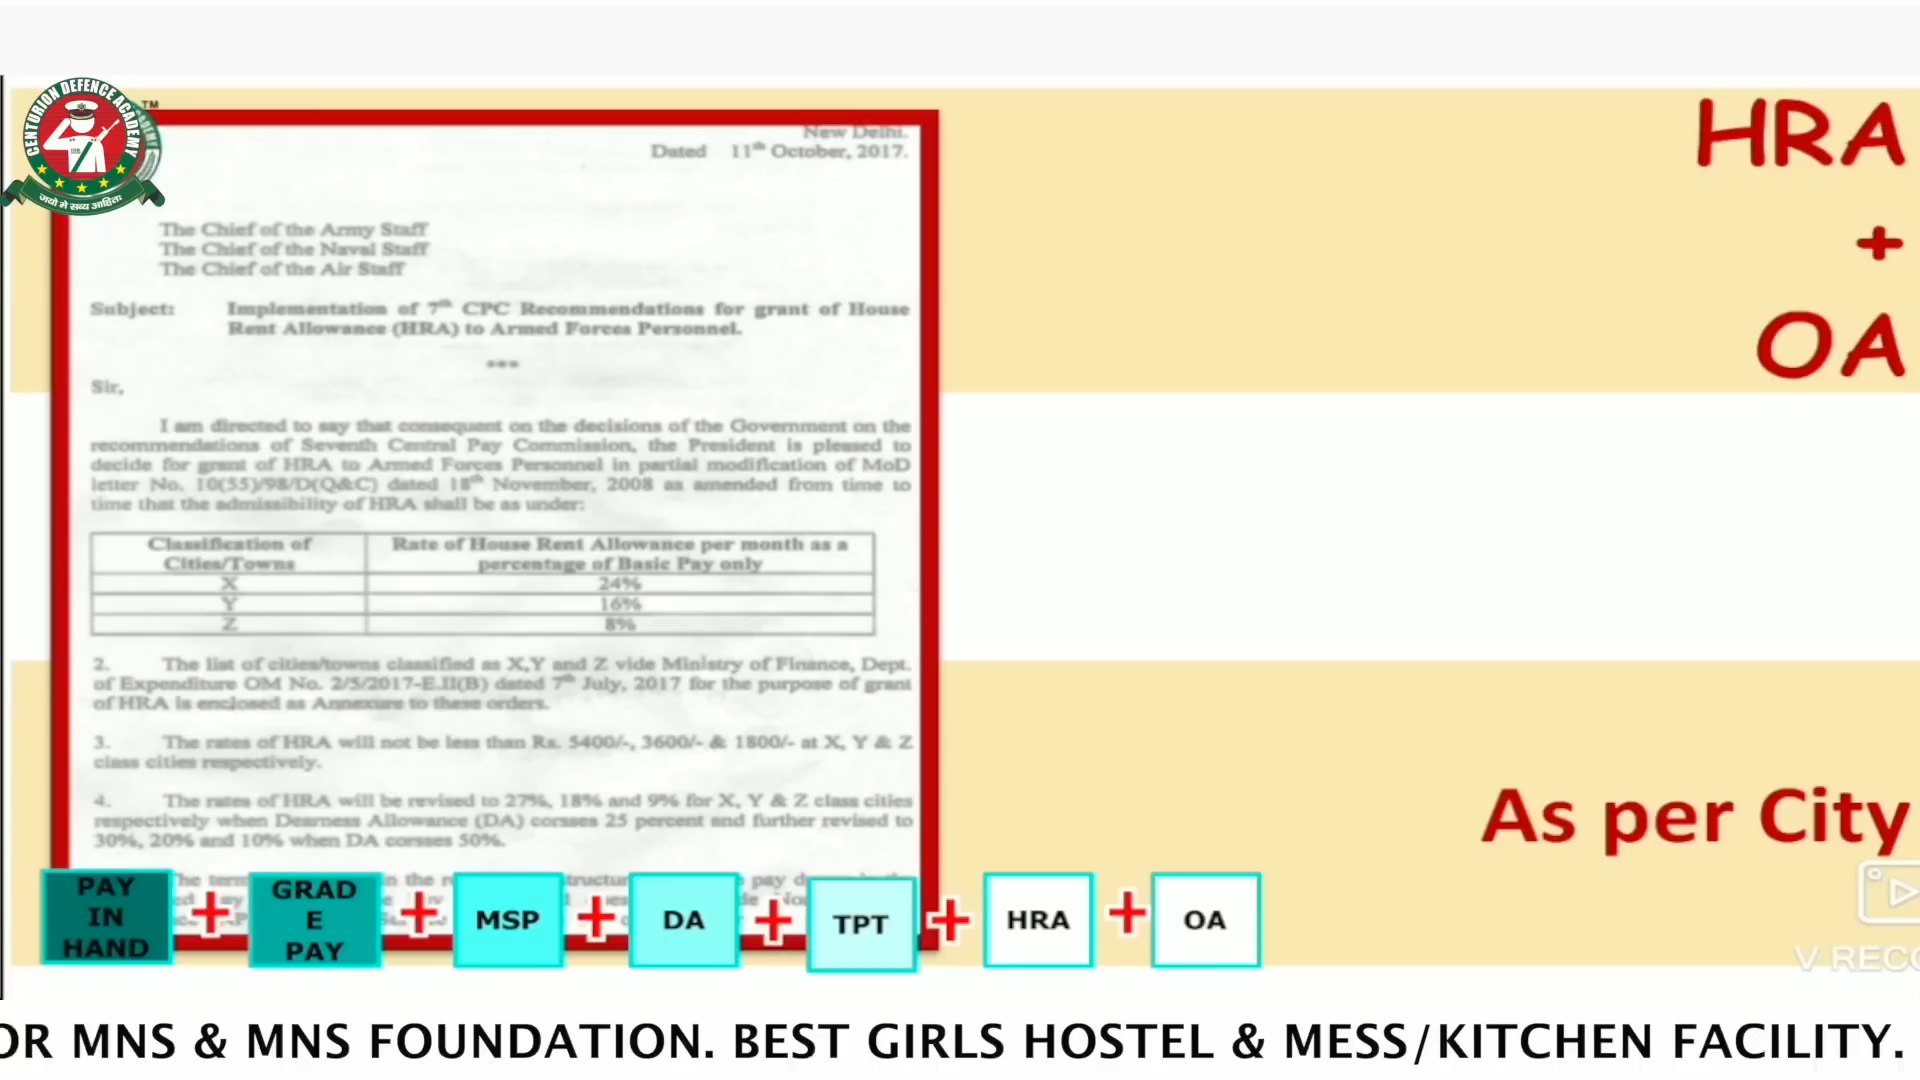 CENTURION DEFENCE ACADEMY
TM
HRA
+
OA
New Delhi.
Dated 11th October, 2017.
The Chief of the Army Staff
The Chief of the Naval Staff
The Chief of the Air Staff
Subject: Implementation of 7th CPC Recommendations for grant of House
Rent Allowance (HRA) to Armed Forces Personnel.
***
Sir,
I am directed to say that consequent on the decisions of the Government on the
recommendations of Seventh Central Pay Commission, the President is pleased to
decide for grant of HRA to Armed Forces Personnel in partial modification of MoD
letter No. 10(55)/98/D(Q&C) dated 18th November, 2008 as amended from time to
time that the admissibility of HRA shall be as under:
Classification of Rate of House Rent Allowance per month as a
Cities/Towns percentage of Basic Pay only
X 24%
Y 16%
Z 8%
2. The list of cities/towns classified as X,Y and Z vide Ministry of Finance, Dept.
of Expenditure OM No. 2/5/2017-E.II(B) dated 7th July, 2017 for the purpose of grant
of HRA is enclosed as Annexure to these orders.
3. The rates of HRA will not be less than Rs. 5400/-, 3600/- & 1800/- at X, Y & Z
class cities respectively.
4. The rates of HRA will be revised to 27%, 18% and 9% for X, Y & Z class cities
respectively when Dearness Allowance (DA) corsses 25 percent and further revised to
30%, 20% and 10% when DA corsses 50%.
As per City
PAY
IN
HAND
+
GRAD
E
PAY
+ MSP + DA + TPT + HRA + OA
V RECO
OR MNS & MNS FOUNDATION. BEST GIRLS HOSTEL & MESS/KITCHEN FACILITY.